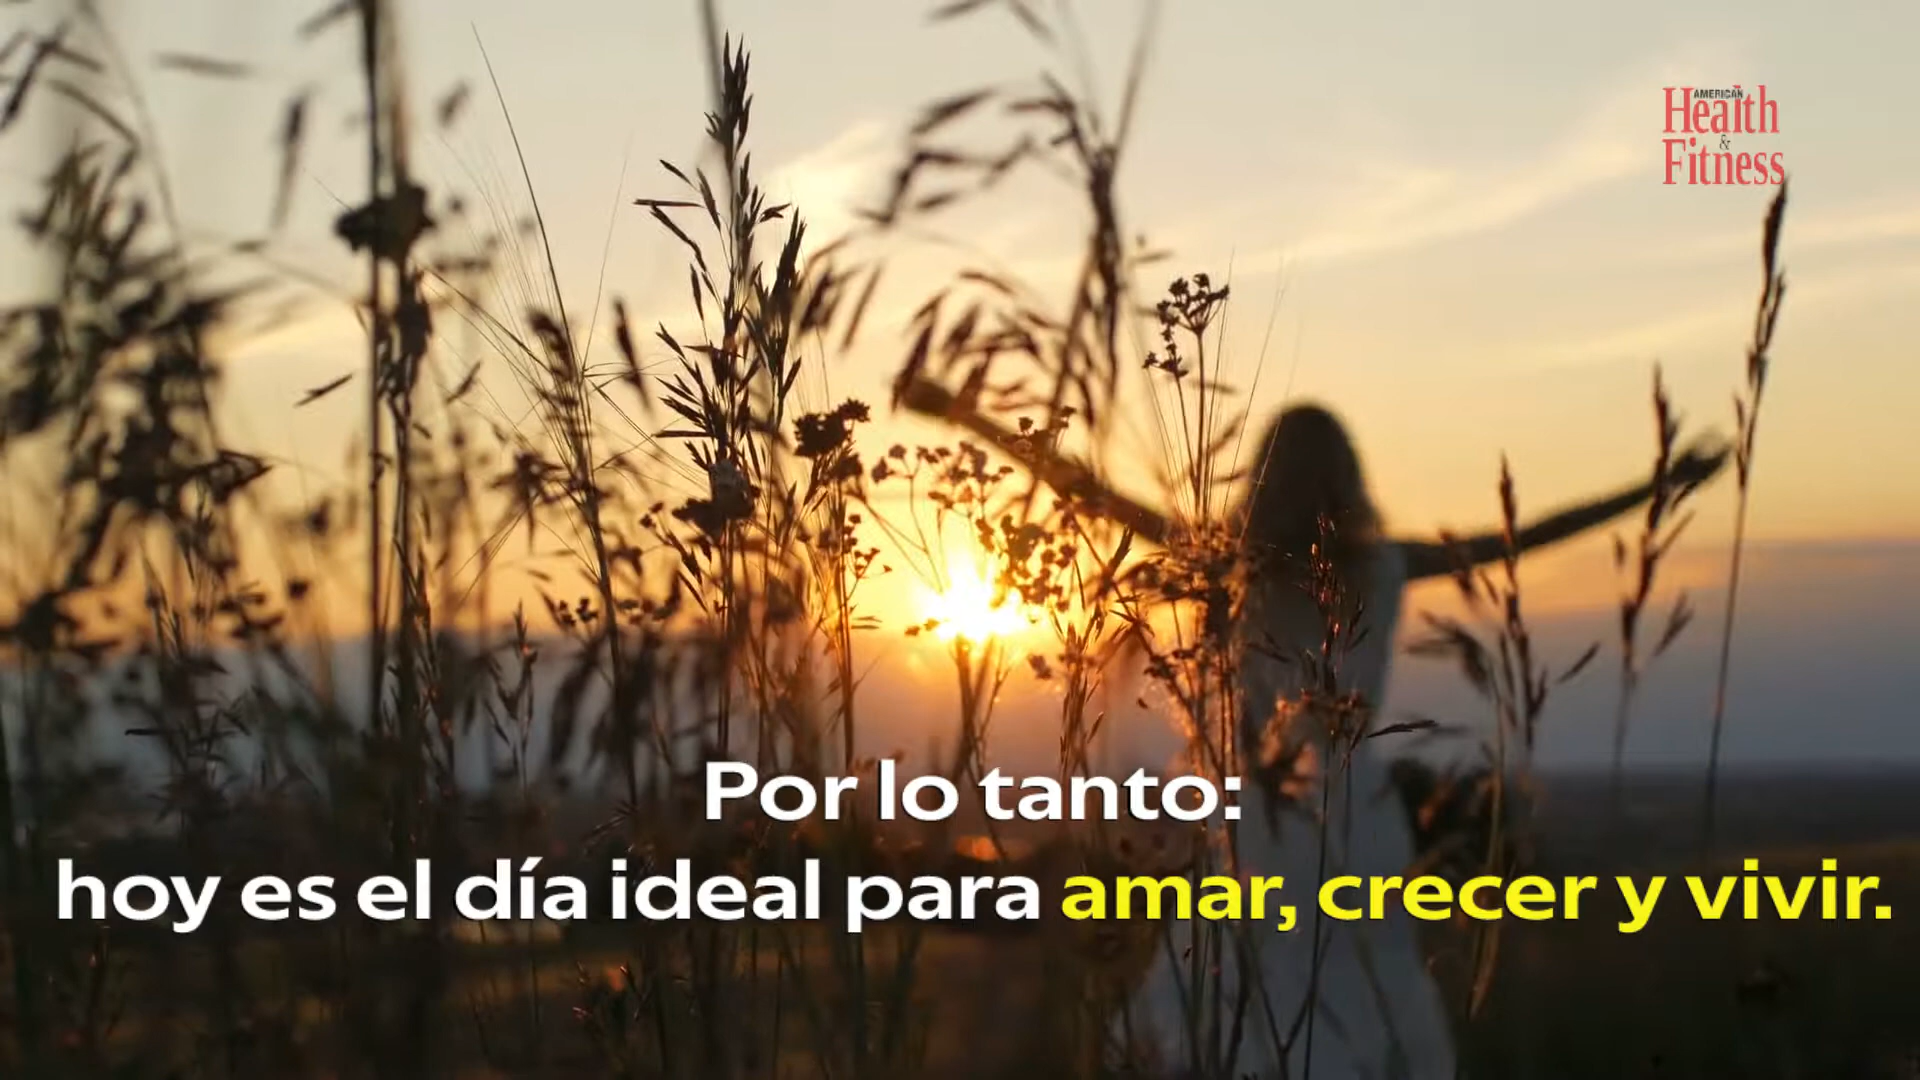 AMERICAN
Health
&
Fitness
Por lo tanto:
hoy es el día ideal para amar, crecer y vivir.